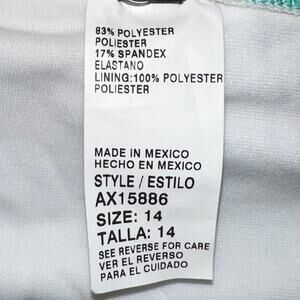 83% POLYESTER
POLIESTER
17% SPANDEX
ELASTANO
LINING:100% POLYESTER
POLIESTER
MADE IN MEXICO
HECHO EN MEXICO
STYLE / ESTILO
AX15886
SIZE: 14
TALLA: 14
SEE REVERSE FOR CARE
VER EL REVERSO
PARA EL CUIDADO